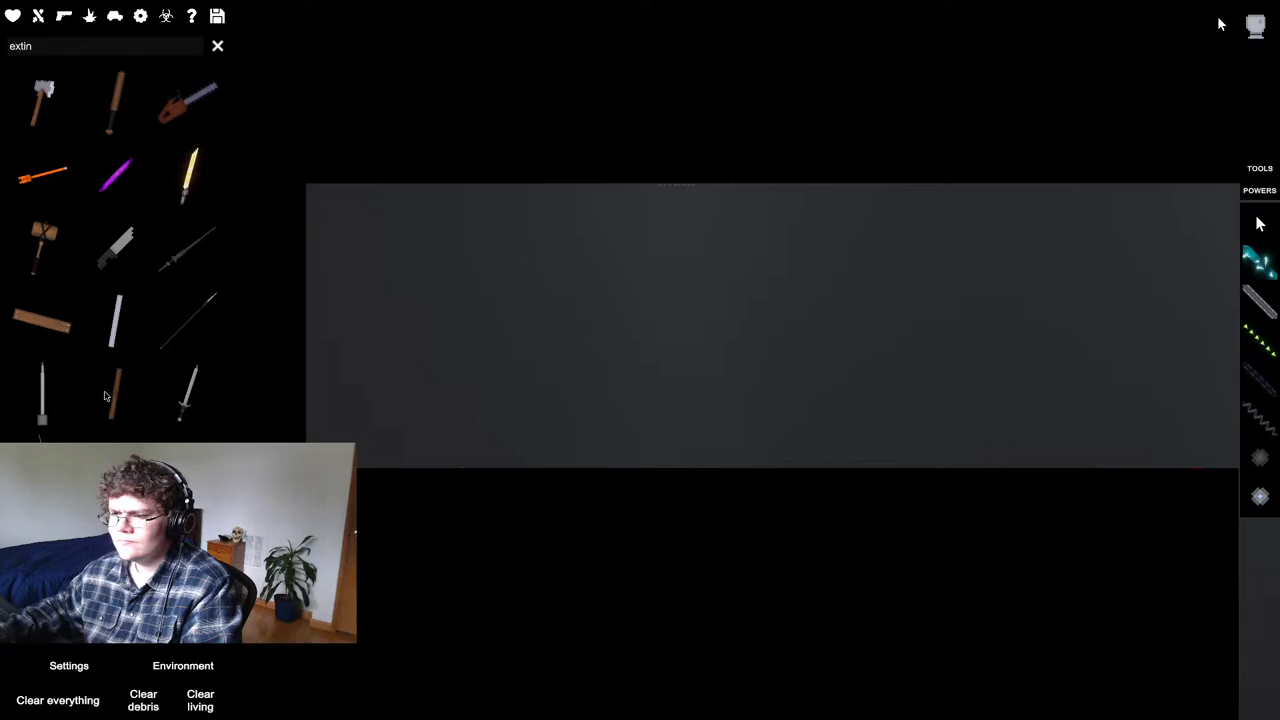 extin
TOOLS
POWERS
Settings
Environment
Clear everything
Clear
debris
Clear
living